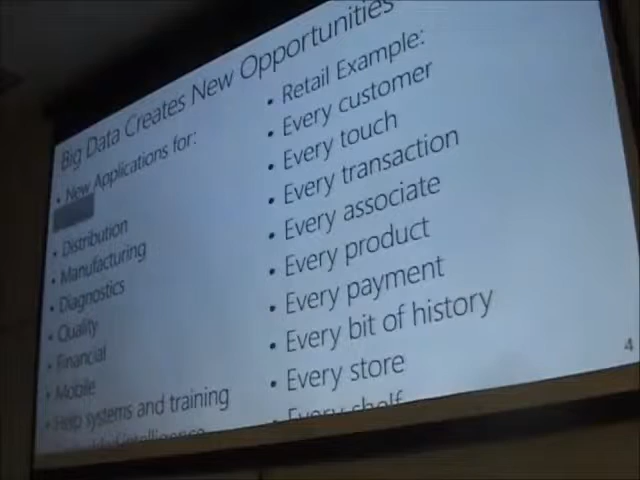 Big Data Creates New Opportunities
• New Applications for:
• Distribution
• Manufacturing
• Diagnostics
• Quality
• Financial
• Mobile
• Help systems and training
intelligence
• Retail Example:
• Every customer
• Every touch
• Every transaction
• Every associate
• Every product
• Every payment
• Every bit of history
• Every store
• Every shelf
4